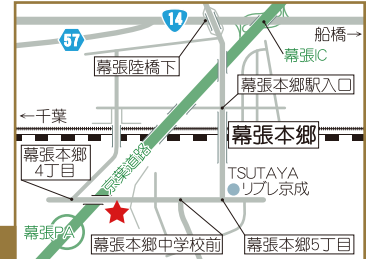 14
船橋→
57
幕張IC
幕張陸橋下
幕張本郷駅入口
←千葉
幕張本郷
幕張本郷
4丁目
京葉道路
TSUTAYA
リブレ京成
幕張PA
幕張本郷中学校前
幕張本郷5丁目